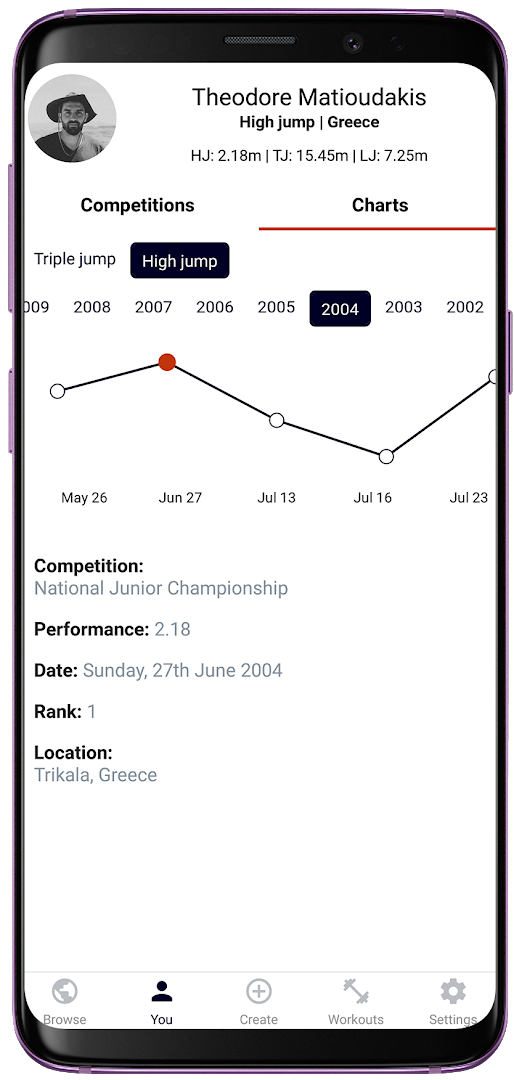 Theodore Matioudakis
High jump | Greece
HJ: 2.18m | TJ: 15.45m | LJ: 7.25m
Competitions Charts
Triple jump High jump
009 2008 2007 2006 2005 2004 2003 2002
May 26 Jun 27 Jul 13 Jul 16 Jul 23
Competition:
National Junior Championship
Performance: 2.18
Date: Sunday, 27th June 2004
Rank: 1
Location:
Trikala, Greece
Browse You Create Workouts Settings